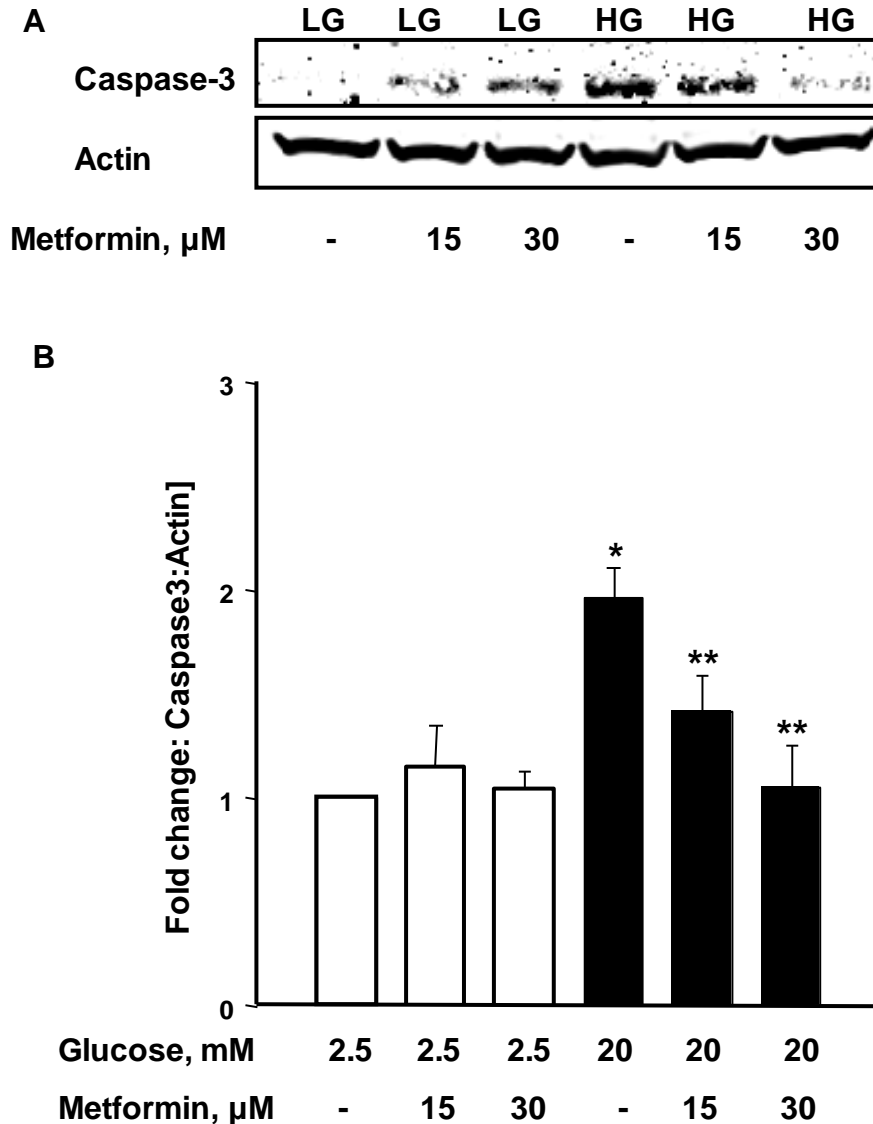 A
LG LG LG HG HG HG
Caspase-3
Actin
Metformin, µM - 15 30 - 15 30
B
Fold change: Caspase3:Actin]
3
2
1
0
*
**
**
Glucose, mM 2.5 2.5 2.5 20 20 20
Metformin, µM - 15 30 - 15 30